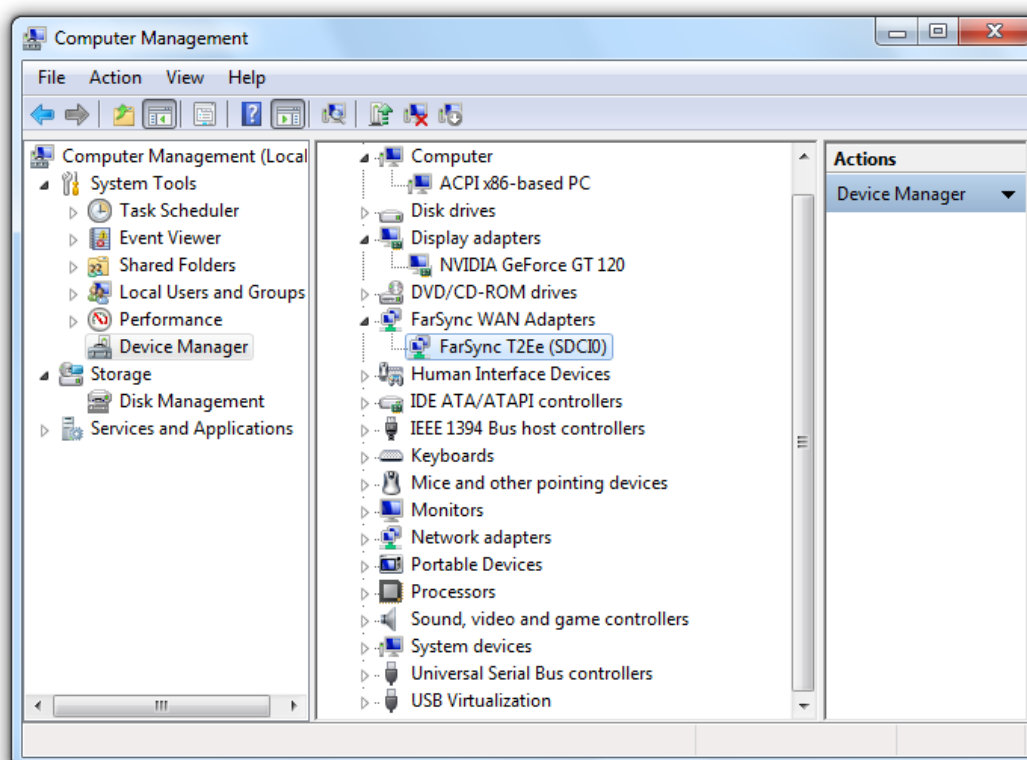 Computer Management
File Action View Help
Computer Management (Local
System Tools
Task Scheduler
Event Viewer
Shared Folders
Local Users and Groups
Performance
Device Manager
Storage
Disk Management
Services and Applications
Computer
ACPI x86-based PC
Disk drives
Display adapters
NVIDIA GeForce GT 120
DVD/CD-ROM drives
FarSync WAN Adapters
FarSync T2Ee (SDCI0)
Human Interface Devices
IDE ATA/ATAPI controllers
IEEE 1394 Bus host controllers
Keyboards
Mice and other pointing devices
Monitors
Network adapters
Portable Devices
Processors
Sound, video and game controllers
System devices
Universal Serial Bus controllers
USB Virtualization
Actions
Device Manager